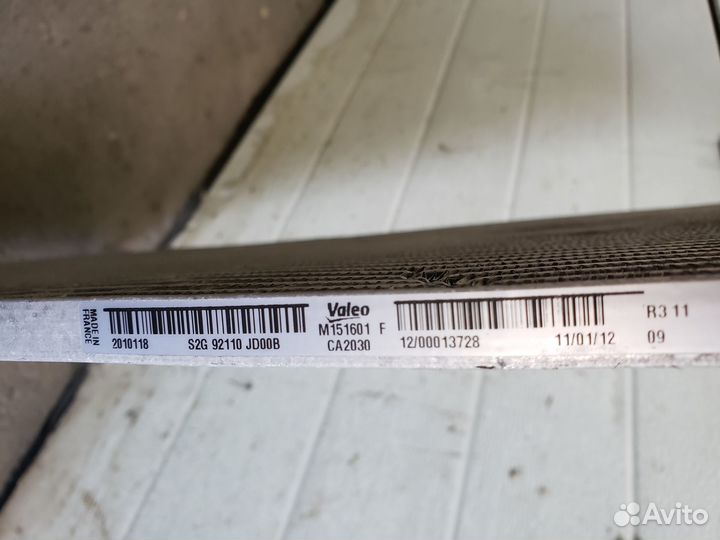 MADE IN
FRANCE
2010118 S2G 92110 JD00B
Valeo
M151601 F
CA2030
12/00013728 11/01/12
R3 11
09
Avito